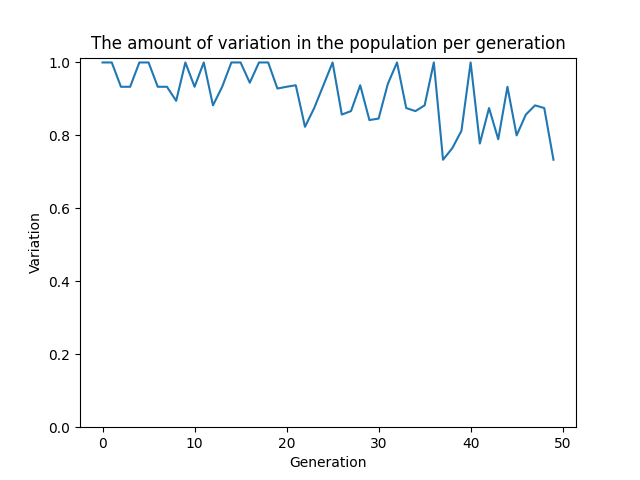 The amount of variation in the population per generation
1.0
0.8
0.6
0.4
0.2
0.0
Variation
0 10 20 30 40 50
Generation